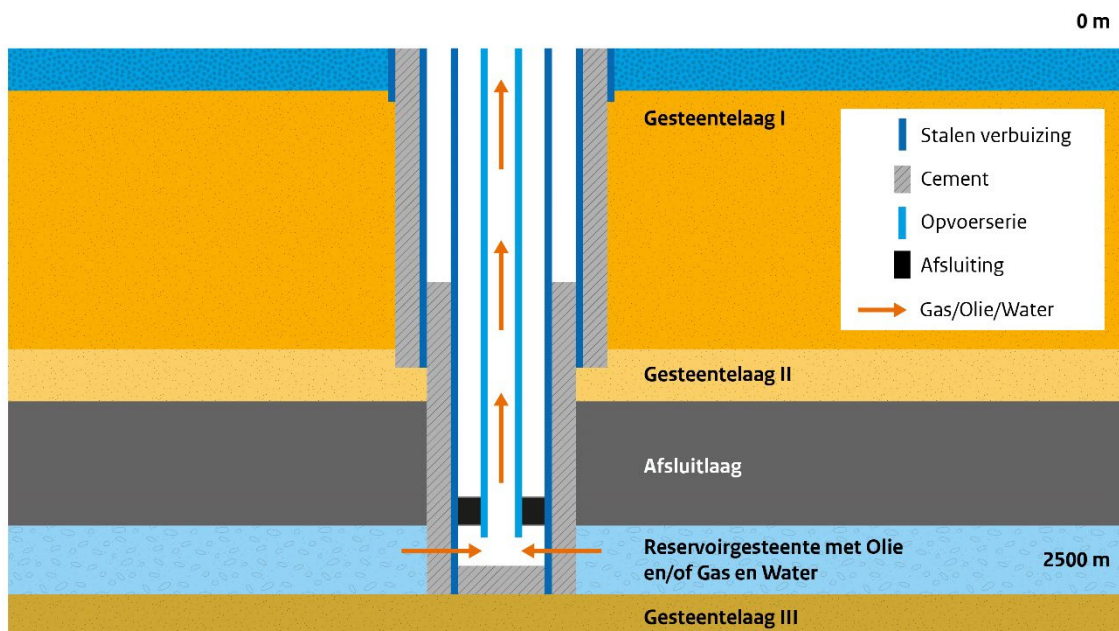 0 m
Gesteentelaag I
Stalen verbuizing
Cement
Opvoerserie
Afsluiting
Gas/Olie/Water
Gesteentelaag II
Afsluitlaag
Reservoirgesteente met Olie
en/of Gas en Water
2500 m
Gesteentelaag III